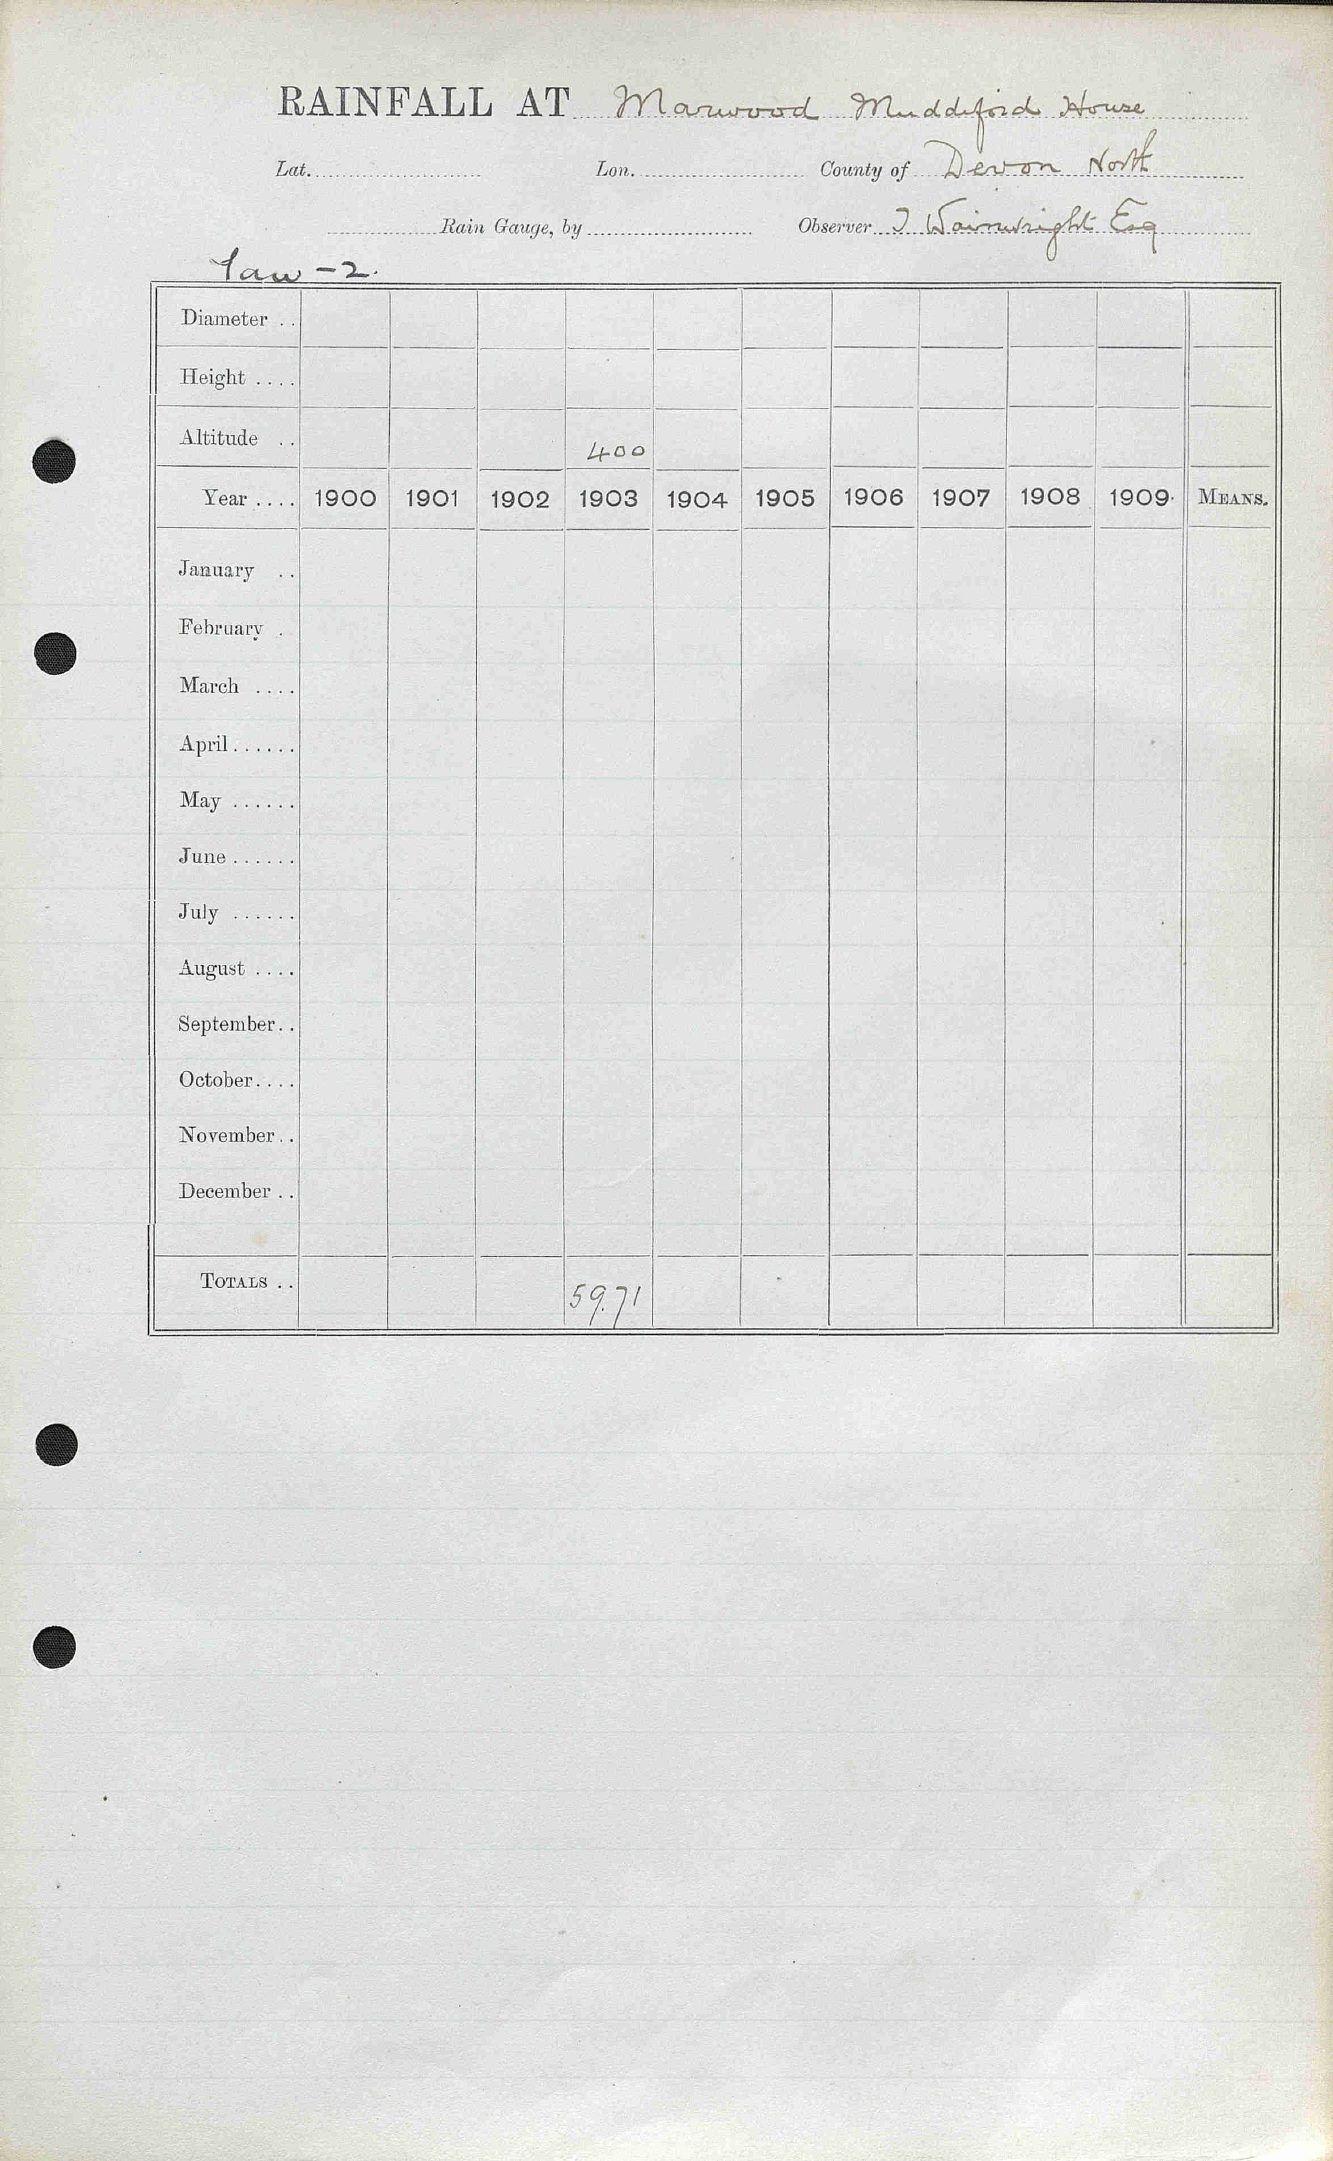 RAINFALL AT Marwood Muddiford House
Lat. Lon. County of Devon North
Rain Gauge, by Observer J Wainwright Esq
Taw - 2.
Diameter ..
Height ....
Altitude .. 400
Year .... 1900 1901 1902 1903 1904 1905 1906 1907 1908 1909 MEANS.
January ..
February .
March ....
April ......
May ......
June ......
July ......
August ....
September ..
October ....
November ..
December ..
TOTALS .. 59.71